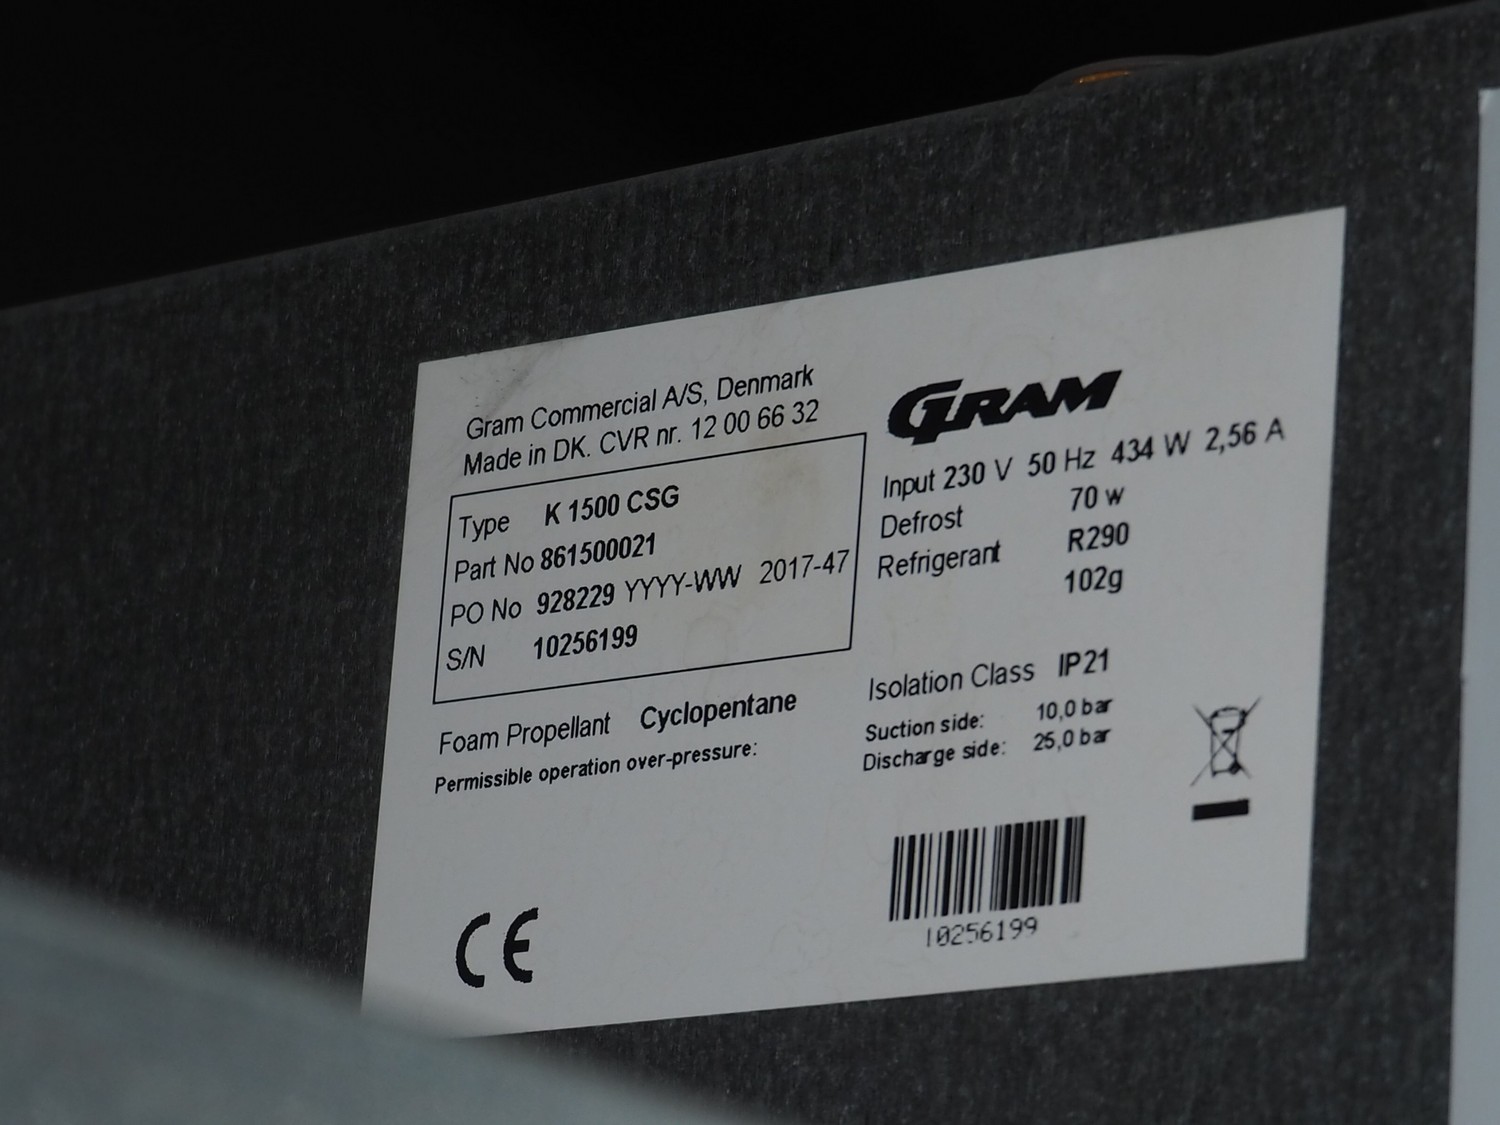 Gram Commercial A/S, Denmark
Made in DK. CVR nr. 12 00 66 32
Type K 1500 CSG
Part No 861500021
PO No 928229 YYYY-WW 2017-47
S/N 10256199
Foam Propellant Cyclopentane
Permissible operation over-pressure:
GRAM
Input 230 V 50 Hz 434 W 2,56 A
Defrost 70 w
Refrigerant R290
102g
Isolation Class IP21
Suction side: 10,0 bar
Discharge side: 25,0 bar
CE
10256199